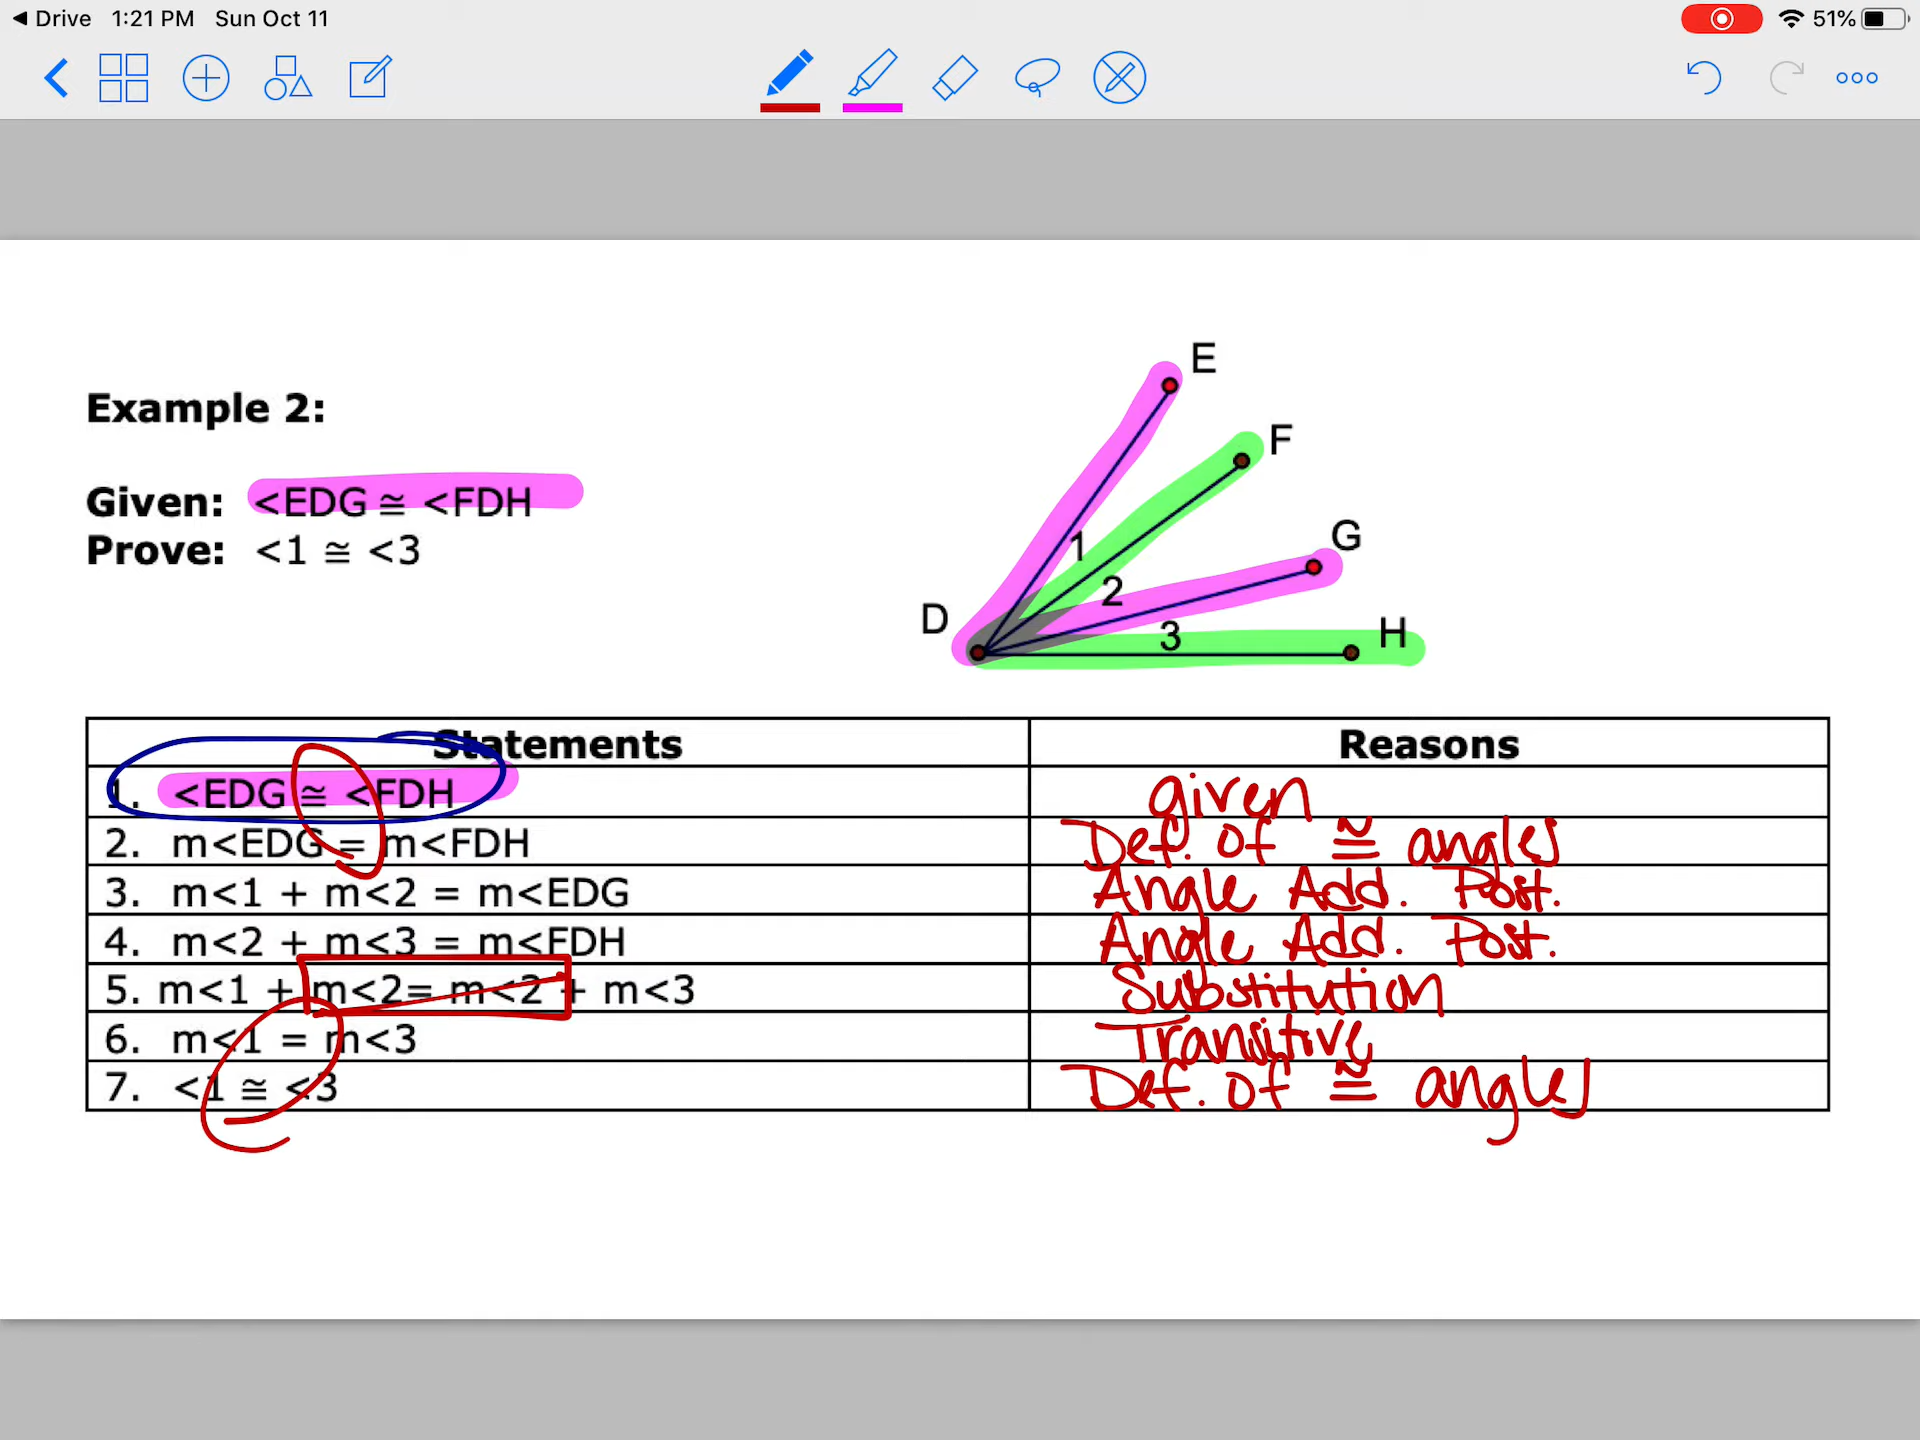 ◀ Drive 1:21 PM Sun Oct 11 51%
Example 2:
Given: <EDG ≅ <FDH
Prove: <1 ≅ <3
E
F
G
H
D
1
2
3
Statements Reasons
1. <EDG ≅ <FDH given
2. m<EDG = m<FDH Def. of ≅ angles
3. m<1 + m<2 = m<EDG Angle Add. Post.
4. m<2 + m<3 = m<FDH Angle Add. Post.
5. m<1 + m<2= m<2 + m<3 Substitution
6. m<1 = m<3 Transitive
7. <1 ≅ <3 Def. of ≅ angles